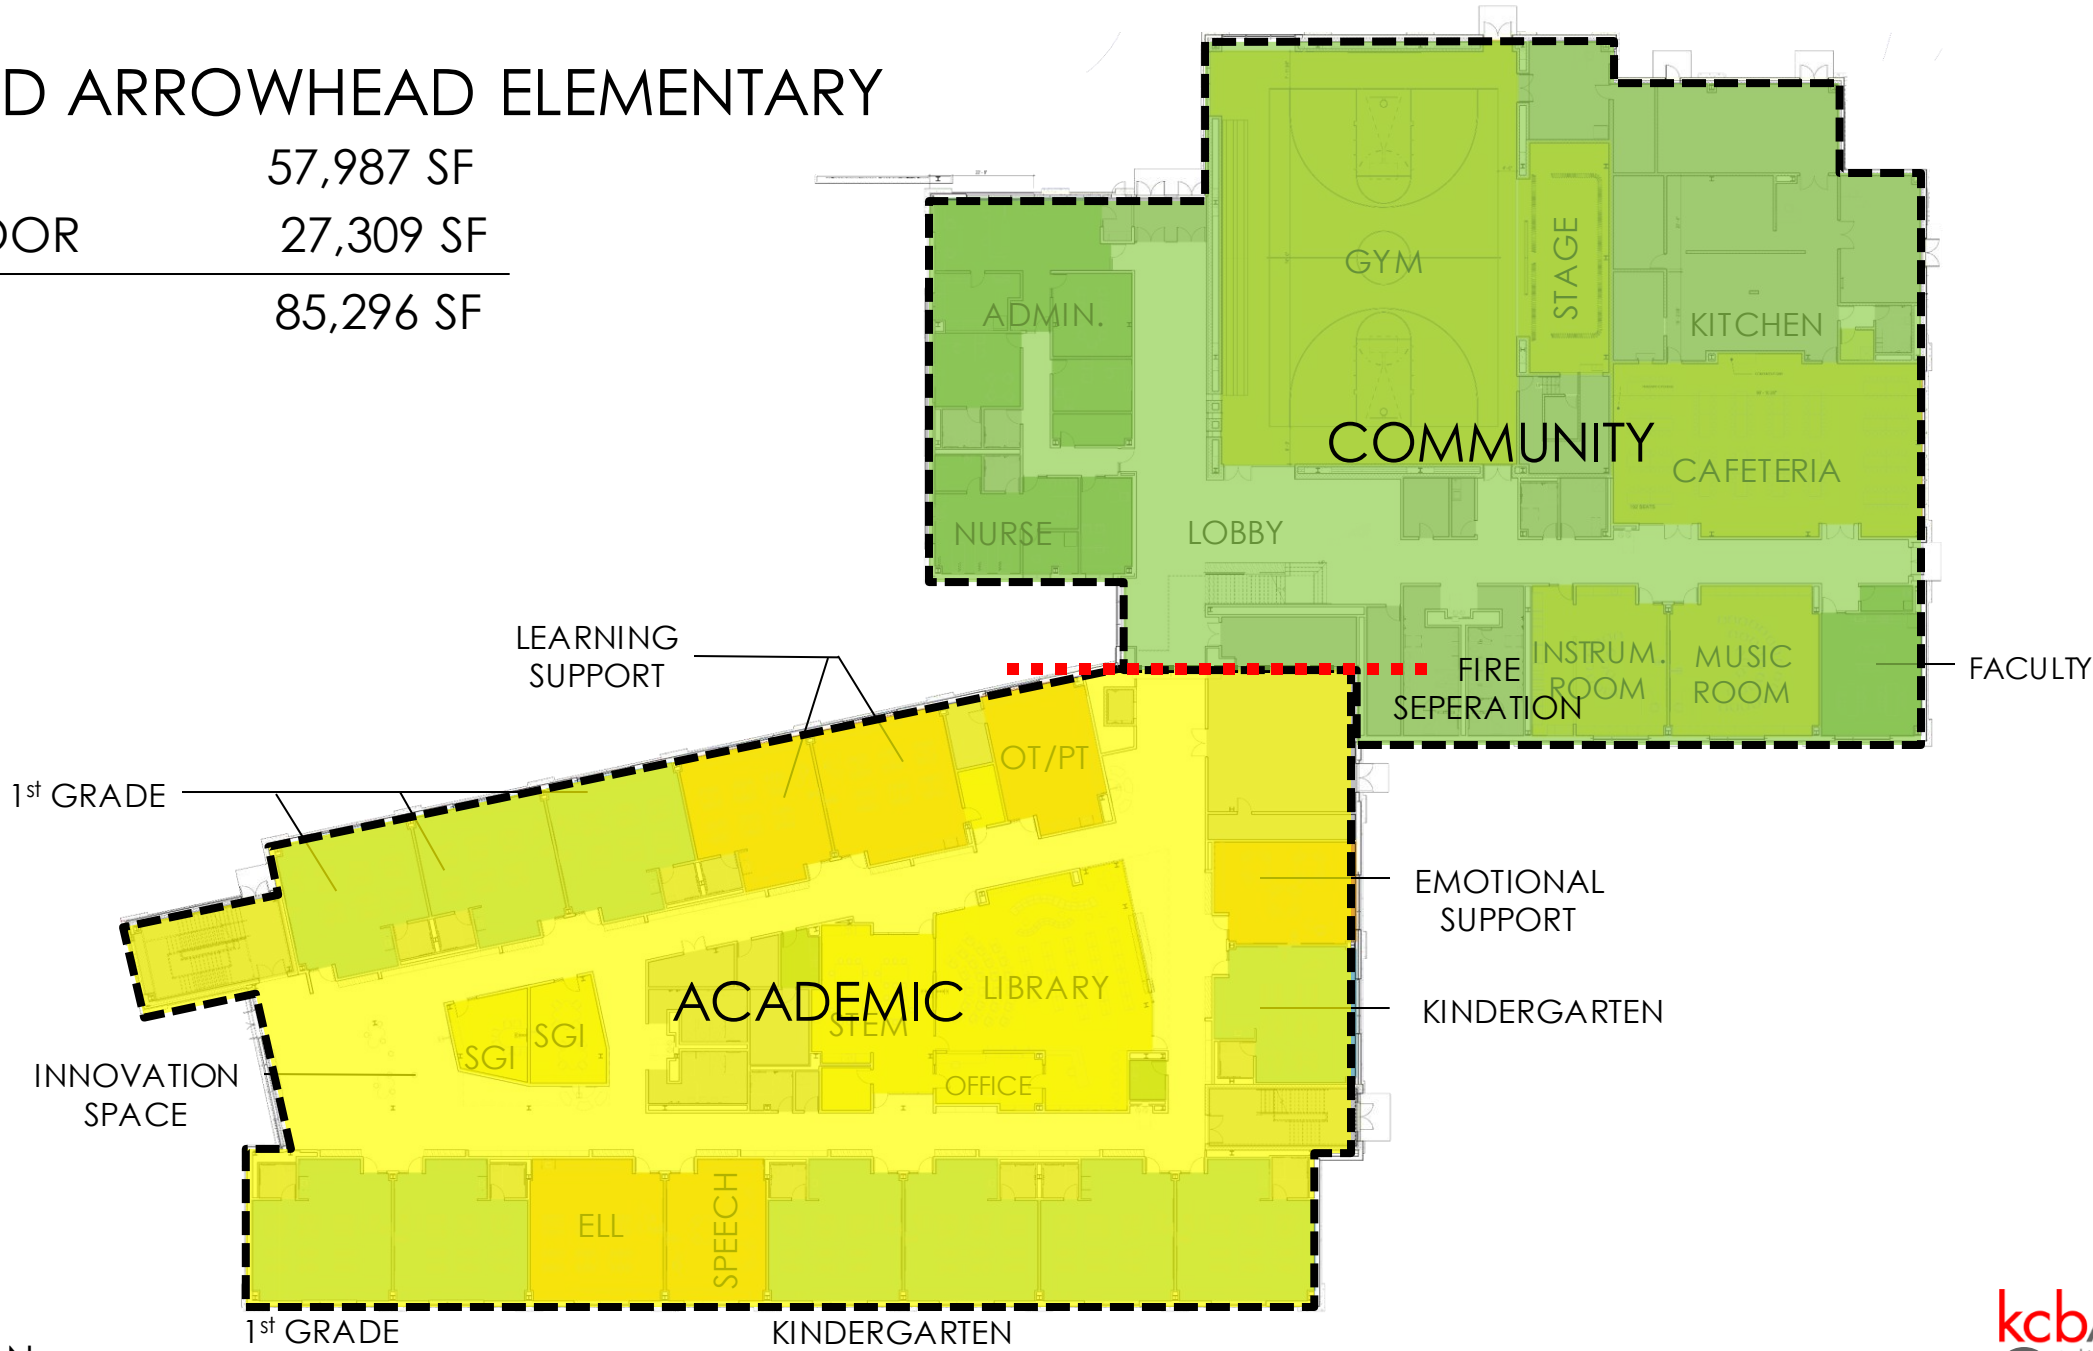 D ARROWHEAD ELEMENTARY
57,987 SF
OOR 27,309 SF
85,296 SF
GYM
STAGE
KITCHEN
ADMIN.
COMMUNITY
CAFETERIA
NURSE
LOBBY
LEARNING
SUPPORT
FIRE
SEPERATION
INSTRUM.
ROOM
MUSIC
ROOM
FACULTY
OT/PT
1st GRADE
EMOTIONAL
SUPPORT
ACADEMIC
LIBRARY
STEM
SGI
SGI
KINDERGARTEN
INNOVATION
SPACE
OFFICE
ELL
SPEECH
1st GRADE
KINDERGARTEN
N
kcb